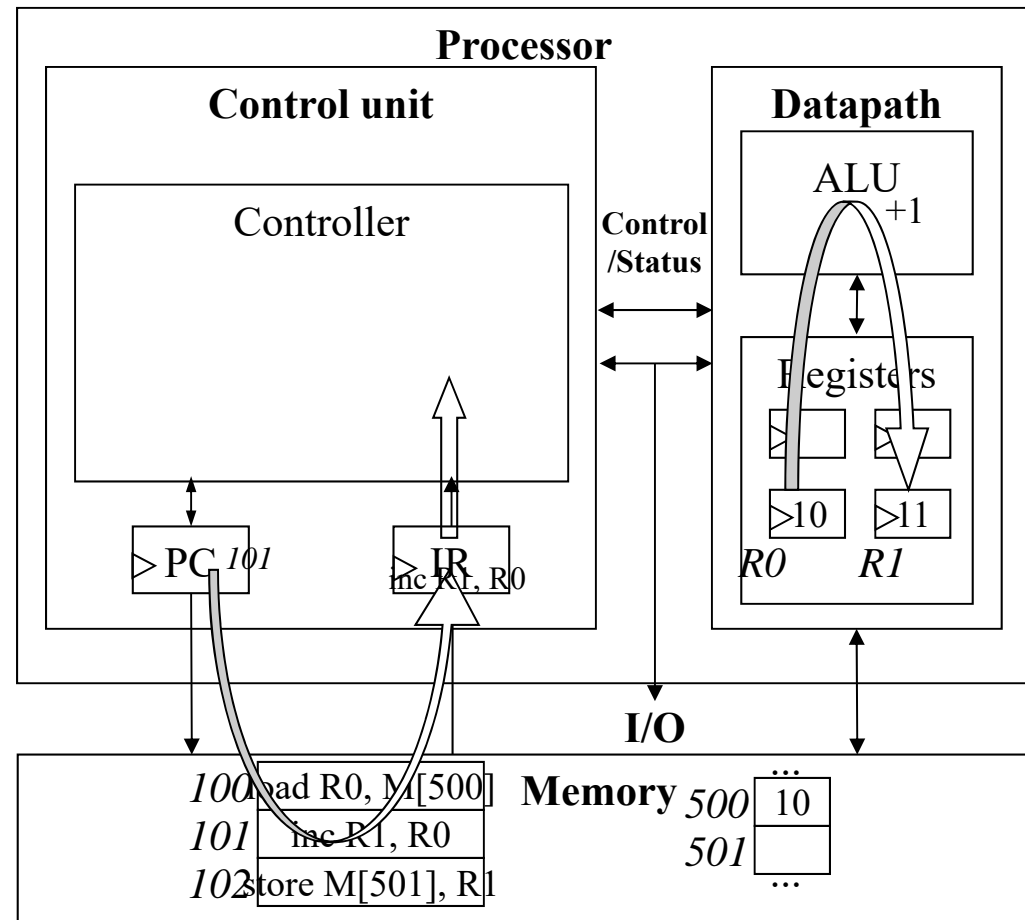 Processor
Control unit
Datapath
Controller
Control
/Status
ALU
+1
Registers
10
11
R0
R1
PC
101
IR
inc R1, R0
I/O
Memory
100
load R0, M[500]
101
inc R1, R0
102
store M[501], R1
...
500
10
501
...